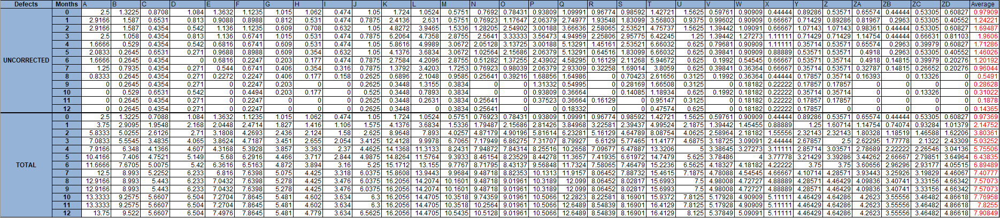 Defects Months A B C D E F G H I J K L M N O P Q R S T U V W X Y Z ZA ZB ZC ZD Average
0 2.5 1.3225 0.8708 1.084 1.3632 1.1235 1.015 1.062 0.474 1.05 1.724 1.0524 0.5751 0.7692 0.78431 0.93809 1.09991 0.96774 0.98592 1.42721 1.5625 0.59761 0.90909 0.44444 0.89286 0.53571 0.65574 0.44444 0.53305 0.60827 0.97909
1 2.9166 1.587 0.6531 0.813 0.9088 0.8988 0.812 0.531 0.474 0.7875 2.4136 2.631 0.5751 0.76923 1.17647 2.06379 2.74977 1.93548 1.83099 3.56803 0.9375 0.99602 0.90909 0.66667 0.71429 0.89286 0.81967 0.2963 0.53305 0.40552 1.24221
2 2.9166 1.587 0.4354 0.542 1.136 1.1235 0.609 0.708 0.632 1.05 4.8272 3.9465 1.5336 1.28205 2.54902 3.00188 3.66636 2.58065 2.53521 4.75737 1.5625 1.39442 1.09091 0.66667 1.07143 1.07143 0.98361 0.44444 0.53305 0.60827 1.69487
3 2.5 1.058 0.4354 0.813 1.136 0.6741 1.015 0.531 0.474 0.7875 6.2064 4.7358 2.8755 2.5641 3.33333 3.56473 4.94959 2.25806 2.95775 6.42245 1.25 1.39442 1.27273 1.11111 0.71429 0.71429 1.14754 0.44444 0.66631 0.81103 1.9606
4 1.6666 0.529 0.4354 0.542 0.6816 0.6741 0.609 0.531 0.474 1.05 5.8616 4.9989 3.0672 2.05128 3.13725 3.00188 5.13291 1.45161 2.53521 6.66032 0.625 0.79681 0.90909 1.11111 0.35714 0.53571 0.65574 0.2963 0.39979 0.60827 1.71286
5 2.0833 0.2645 0.6531 0.271 0.9688 0.8988 0.609 0.354 0.632 1.05 4.1376 3.6834 3.0672 1.02564 2.15686 2.06379 5.13291 0.64516 1.83099 6.66032 0.625 0.39841 0.90909 0.88889 0.53571 0.53571 0.4918 0.2963 0.53305 0.40552 1.46026
UNCORRECTED 6 1.6666 0.2645 0.4354 0 0.6816 0.2247 0.203 0.177 0.474 0.7875 2.7584 4.2096 2.8755 0.51282 1.37255 2.43902 4.58295 0.16129 2.11268 5.94672 0.625 0.1992 0.54545 0.66667 0.35714 0.53571 0.4918 0.14815 0.39979 0.20276 1.20192
7 1.25 0.7935 0.4354 0.271 0.544 0.6741 0.406 0.354 0.316 0.7875 1.3792 3.4203 1.7253 0.76923 0.98039 2.06379 2.93309 0.32258 1.69014 3.8059 0.625 0.39841 0.36364 0.66667 0.35714 0.53571 0.32787 0.14815 0.26652 0.20276 0.96044
8 0.8333 0.2645 0.4354 0.271 0.2272 0.2247 0.406 0.177 0.158 0.2625 0.6896 2.1048 0.9585 0.25641 0.39216 1.68856 1.64986 0 0.70423 2.61656 0.3125 0.1992 0.36364 0.44444 0.17857 0.35714 0.16393 0 0.13326 0 0.5491
9 0 0.2645 0.4354 0.271 0 0.2247 0.203 0 0 0 0.3448 1.3155 0.3834 0 0 1.31332 0.54995 0 0.28169 1.66508 0.3125 0 0.18182 0.22222 0.17857 0.17857 0 0 0 0 0.28628
10 0 0.529 0.6531 0.542 0 0.4494 0.203 0.177 0 0.525 0.3448 0.7893 0.3834 0 0 0.93809 0.36664 0 0.14085 1.18934 0.625 0.1992 0.18182 0.22222 0.35714 0.35714 0 0 0.13326 0 0.31022
11 0 0.2645 0.4354 0.271 0 0.2247 0 0 0 0.2625 0.3448 0.2631 0.3834 0.25641 0 0.37523 0.36664 0.16129 0 0.95147 0.3125 0 0.18182 0.22222 0.17857 0.17857 0 0 0 0 0.1878
12 0 0.2645 0.4354 0.271 0 0.2247 0 0 0 0.2625 0.3448 0 0.3834 0.25641 0 0 0.18332 0 0 0.47574 0.3125 0 0.18182 0.22222 0.17857 0 0 0 0 0 0.14365
0 2.5 1.3225 0.7088 1.084 1.3632 1.1235 1.015 1.062 0.474 1.05 1.724 1.0524 0.5751 0.76923 0.78431 0.93809 1.09991 0.96774 0.98592 1.42721 1.5625 0.59761 0.90909 0.44444 0.89286 0.53571 0.65574 0.44444 0.53305 0.60827 0.97369
1 3.75 2.9095 1.9548 2.168 2.0448 2.4714 1.827 1.416 1.106 1.575 4.1376 3.6834 1.5336 1.79487 2.15686 2.81426 3.84968 3.22581 2.39437 4.99524 2.1875 1.39442 1.45455 0.88889 1.25 1.60714 1.14754 0.74074 0.93284 1.01379 2.14752
2 5.8333 5.0255 2.6126 2.71 3.1808 4.2693 2.436 2.124 1.58 2.625 8.9648 7.893 4.0257 4.87179 4.90196 5.81614 6.23281 5.16129 4.64789 8.08754 4.0625 2.58964 2.18182 1.55556 2.32143 2.32143 1.80328 1.18519 1.46588 1.62206 3.80361
3 7.0833 5.5545 3.4835 4.065 3.8624 4.7187 3.451 2.655 2.054 3.4125 12.4128 9.9978 6.7065 7.17949 6.86275 7.31707 8.79927 6.6129 5.77465 11.4177 4.6875 3.18725 3.09091 2.44444 2.67857 2.5 2.62295 1.77778 2.1322 2.43309 5.03252
4 7.9166 6.348 4.1366 4.607 4.3168 5.3928 3.857 3.363 2.37 4.4625 14.1368 11.3133 8.2431 7.94872 7.84314 8.25516 10.2658 7.09677 6.47887 13.3206 5 3.38645 3.27273 3.11111 2.85714 3.03571 2.78689 2.22222 2.26546 3.04136 5.75506
5 10.4166 7.406 4.7521 5.149 5.68 6.2916 4.466 3.717 2.844 4.9875 14.8264 11.5764 9.3933 8.46154 8.23529 8.44278 11.3657 7.41935 6.61972 14.7479 5.625 3.78486 4 3.77778 3.21429 3.39286 3.44262 2.66667 2.79851 3.64964 6.43835
TOTAL 6 11.6666 7.6705 5.0075 5.42 6.3616 6.5163 4.872 3.894 3.16 5.25 15.1712 13.155 9.9767 8.71795 8.43137 9.56848 11.7324 7.58065 7.46479 15.2236 6.5625 4.18327 4.18182 4.22222 3.75 3.75 3.60656 2.96296 2.93177 4.05515 6.89489
7 12.5 8.993 5.2252 6.233 6.816 7.6398 5.075 4.425 3.318 6.0375 15.8608 13.9443 9.9684 9.48718 8.82353 10.1313 11.9157 8.06452 7.88732 15.4615 7.1875 4.78088 4.54545 4.66667 4.10714 4.28571 3.93443 3.25926 3.19829 4.46067 7.40777
8 12.9166 8.993 5.443 6.233 7.0432 7.6398 5.278 4.425 3.476 6.0375 16.2056 14.2074 10.1601 9.48718 9.01961 10.3189 12.099 8.06452 8.02817 15.6993 7.5 4.98008 4.72727 4.88889 4.28571 4.46429 4.09836 3.40741 3.33156 4.66342 7.57073
9 12.9166 8.993 5.443 6.233 7.0432 7.6398 5.278 4.425 3.476 6.0375 16.2056 14.2074 10.1601 9.48718 9.01961 10.3189 12.099 8.06452 8.02817 15.6993 7.5 4.98008 4.72727 4.88889 4.28571 4.46429 4.09836 3.40741 3.33156 4.66342 7.57073
10 13.3333 9.2575 5.6607 6.504 7.2704 7.8645 5.481 4.602 3.634 6.3 16.2056 14.4705 10.3518 9.74359 9.01961 10.5066 12.2823 8.22581 8.16901 15.9372 7.8125 5.17928 4.90909 5.11111 4.46429 4.64286 4.2623 3.55556 3.46482 4.86618 7.76958
11 13.3333 9.2575 5.6607 6.504 7.2704 7.8645 5.481 4.602 3.634 6.3 16.2056 14.4705 10.3518 10.2564 9.01961 10.5066 12.6489 8.54839 8.16901 16.4129 7.8125 5.17928 4.90909 5.11111 4.46429 4.64286 4.2623 3.55556 3.46482 4.86618 7.8255
12 13.75 9.522 5.6607 6.504 7.4976 7.8645 5.481 4.779 3.634 6.5625 16.2056 14.4705 10.5435 10.5128 9.01961 10.5066 12.6489 8.54839 8.16901 16.4129 8.125 5.37849 5.09091 5.11111 4.46429 4.64286 4.2623 3.55556 3.46482 4.86618 7.90849